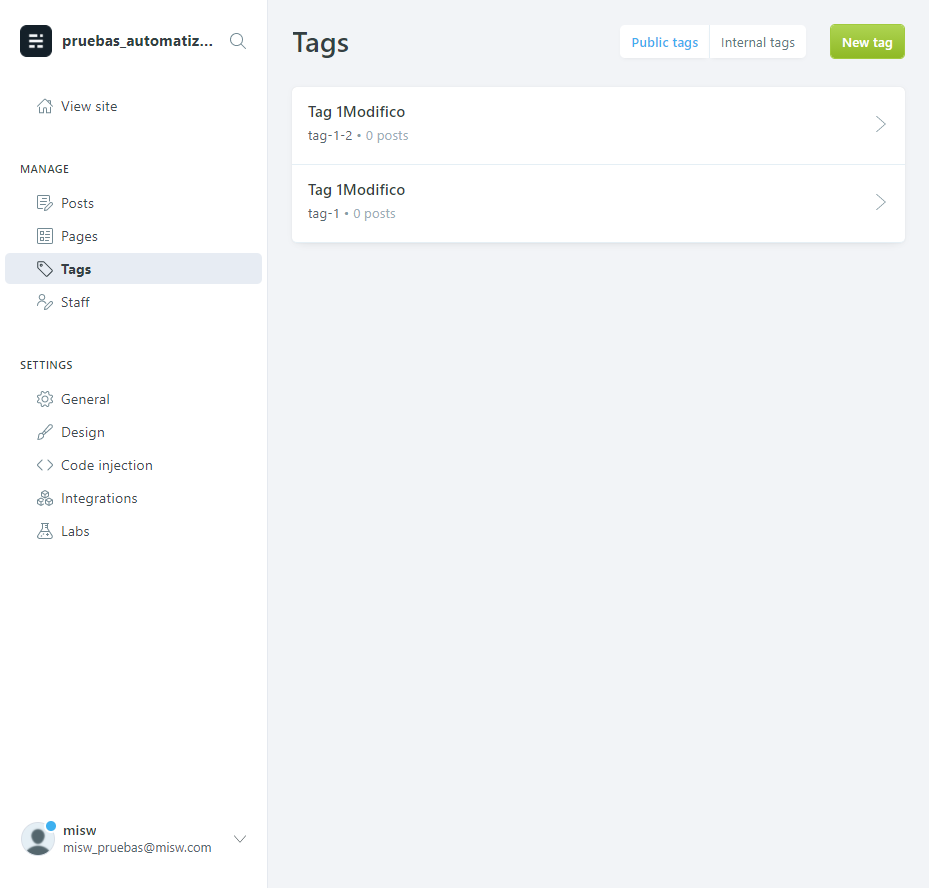 pruebas_automatiz...
View site
MANAGE
Posts
Pages
Tags
Staff
SETTINGS
General
Design
Code injection
Integrations
Labs
misw
misw_pruebas@misw.com
Tags
Public tags
Internal tags
New tag
Tag 1Modifico
tag-1-2 • 0 posts
Tag 1Modifico
tag-1 • 0 posts